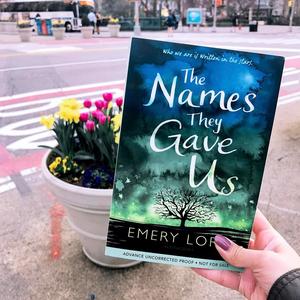 Who we are is written in the stars.
The
Names
They
Gave
Us
EMERY LOR
ADVANCE UNCORRECTED PROOF • NOT FOR SALE